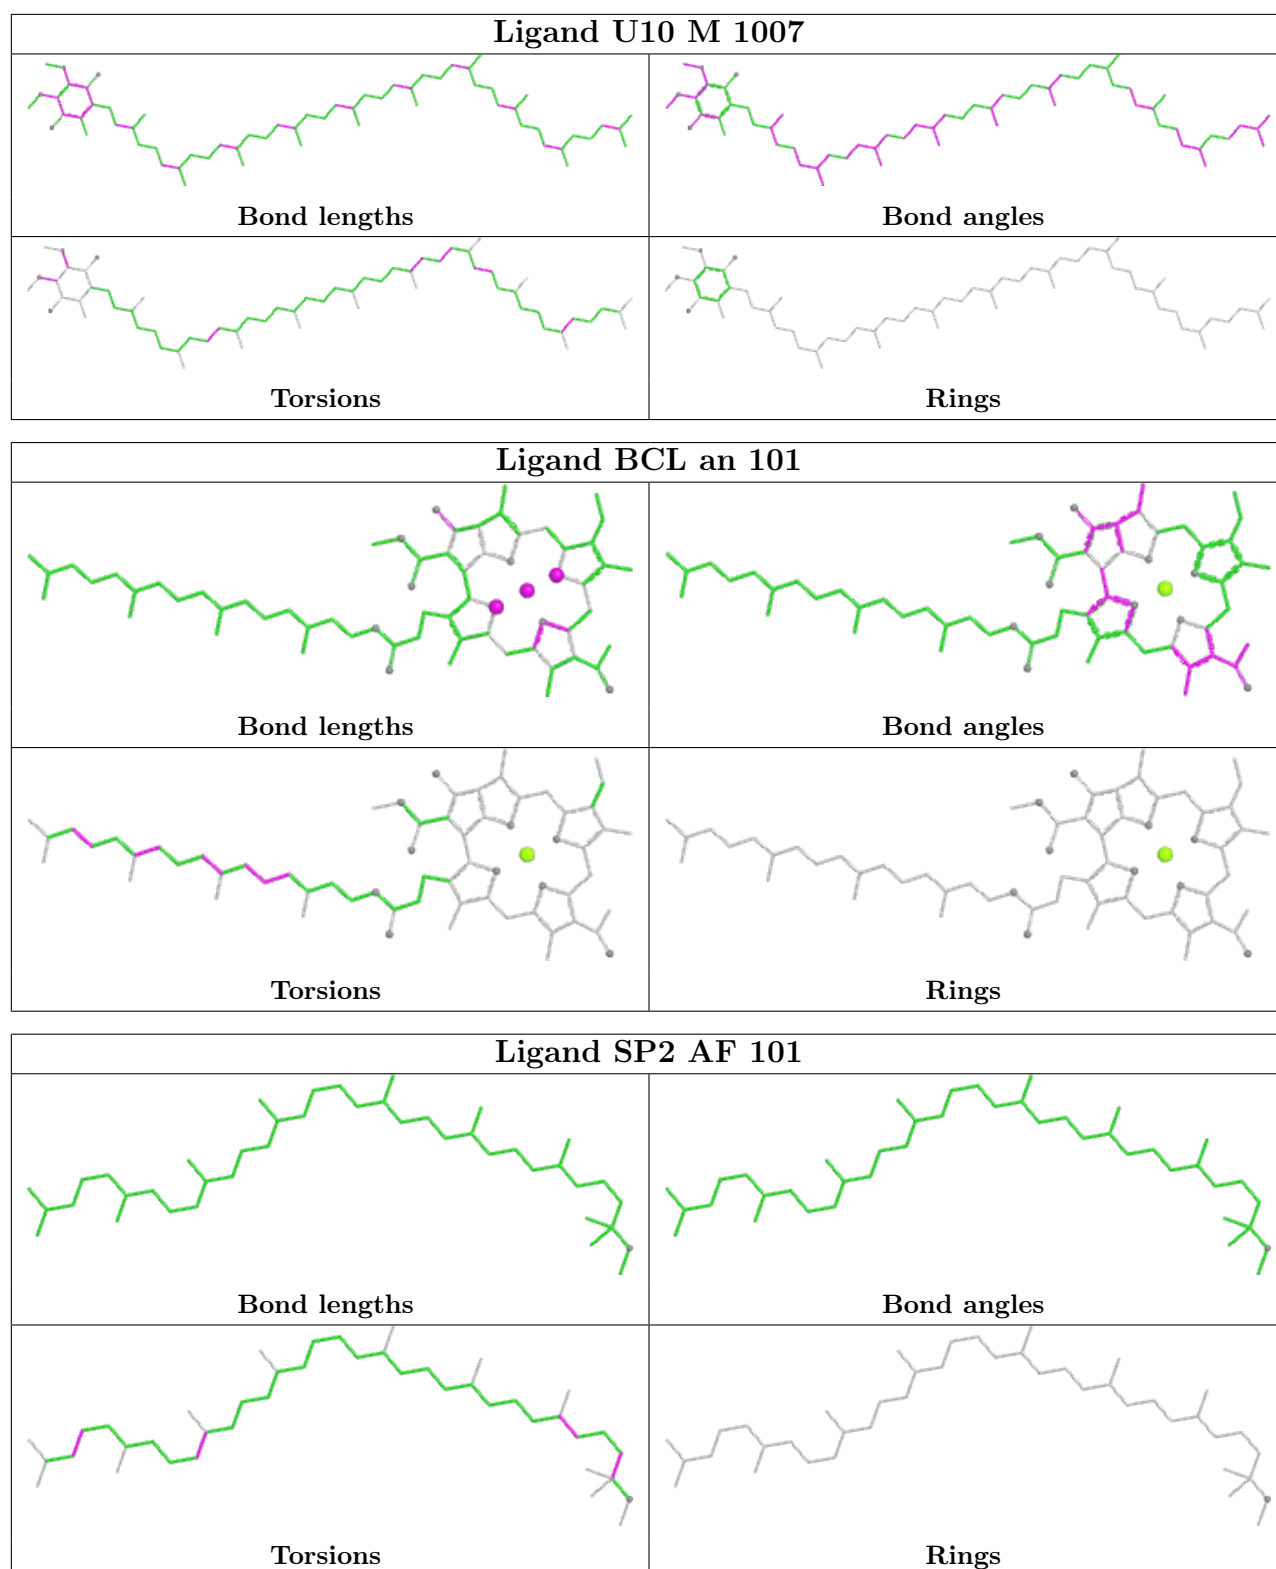 Ligand U10 M 1007
Bond lengths
Bond angles
Torsions
Rings
Ligand BCL an 101
Bond lengths
Bond angles
Torsions
Rings
Ligand SP2 AF 101
Bond lengths
Bond angles
Torsions
Rings